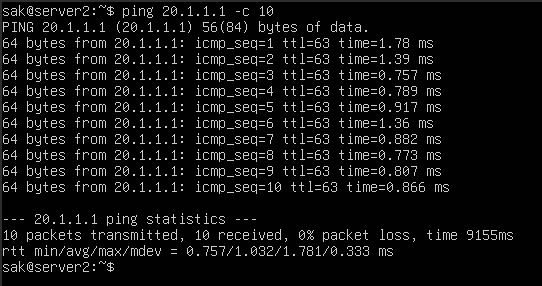 sak@server2:~$ ping 20.1.1.1 -c 10
PING 20.1.1.1 (20.1.1.1) 56(84) bytes of data.
64 bytes from 20.1.1.1: icmp_seq=1 ttl=63 time=1.78 ms
64 bytes from 20.1.1.1: icmp_seq=2 ttl=63 time=1.39 ms
64 bytes from 20.1.1.1: icmp_seq=3 ttl=63 time=0.757 ms
64 bytes from 20.1.1.1: icmp_seq=4 ttl=63 time=0.789 ms
64 bytes from 20.1.1.1: icmp_seq=5 ttl=63 time=0.917 ms
64 bytes from 20.1.1.1: icmp_seq=6 ttl=63 time=1.36 ms
64 bytes from 20.1.1.1: icmp_seq=7 ttl=63 time=0.882 ms
64 bytes from 20.1.1.1: icmp_seq=8 ttl=63 time=0.773 ms
64 bytes from 20.1.1.1: icmp_seq=9 ttl=63 time=0.807 ms
64 bytes from 20.1.1.1: icmp_seq=10 ttl=63 time=0.866 ms

--- 20.1.1.1 ping statistics ---
10 packets transmitted, 10 received, 0% packet loss, time 9155ms
rtt min/avg/max/mdev = 0.757/1.032/1.781/0.333 ms
sak@server2:~$